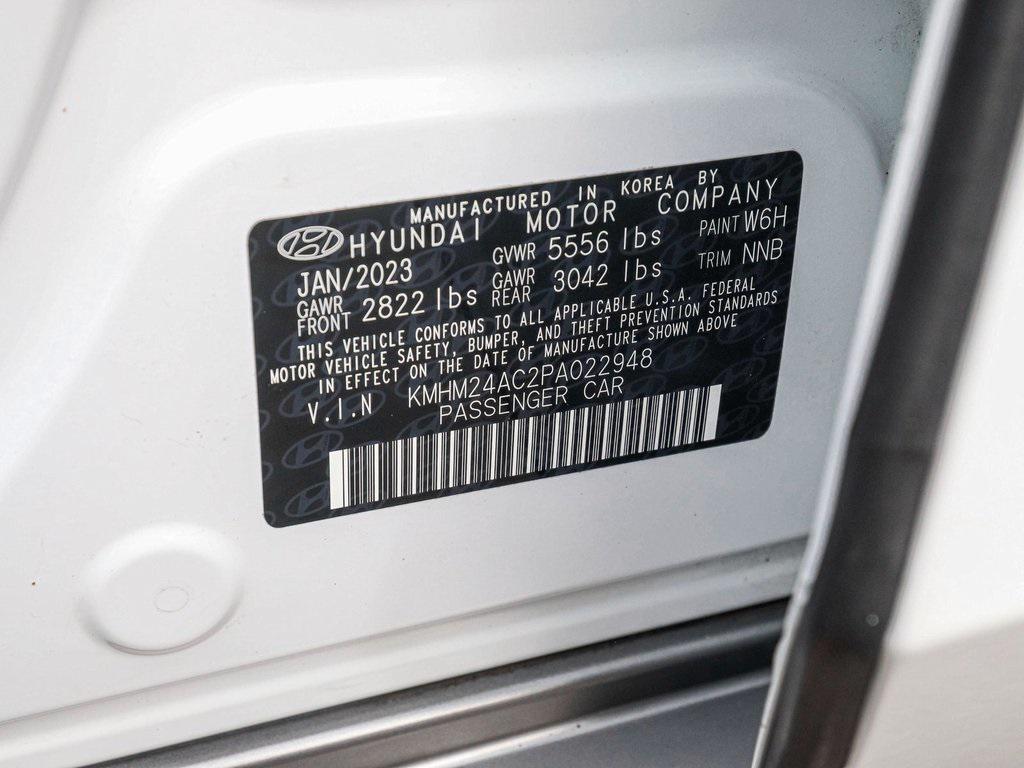 MANUFACTURED IN KOREA BY
HYUNDAI MOTOR COMPANY
JAN/2023 GVWR 5556 lbs PAINT W6H
GAWR FRONT 2822 lbs GAWR REAR 3042 lbs TRIM NNB
THIS VEHICLE CONFORMS TO ALL APPLICABLE U.S.A. FEDERAL
MOTOR VEHICLE SAFETY, BUMPER, AND THEFT PREVENTION STANDARDS
IN EFFECT ON THE DATE OF MANUFACTURE SHOWN ABOVE
V.I.N KMHM24AC2PA022948
PASSENGER CAR